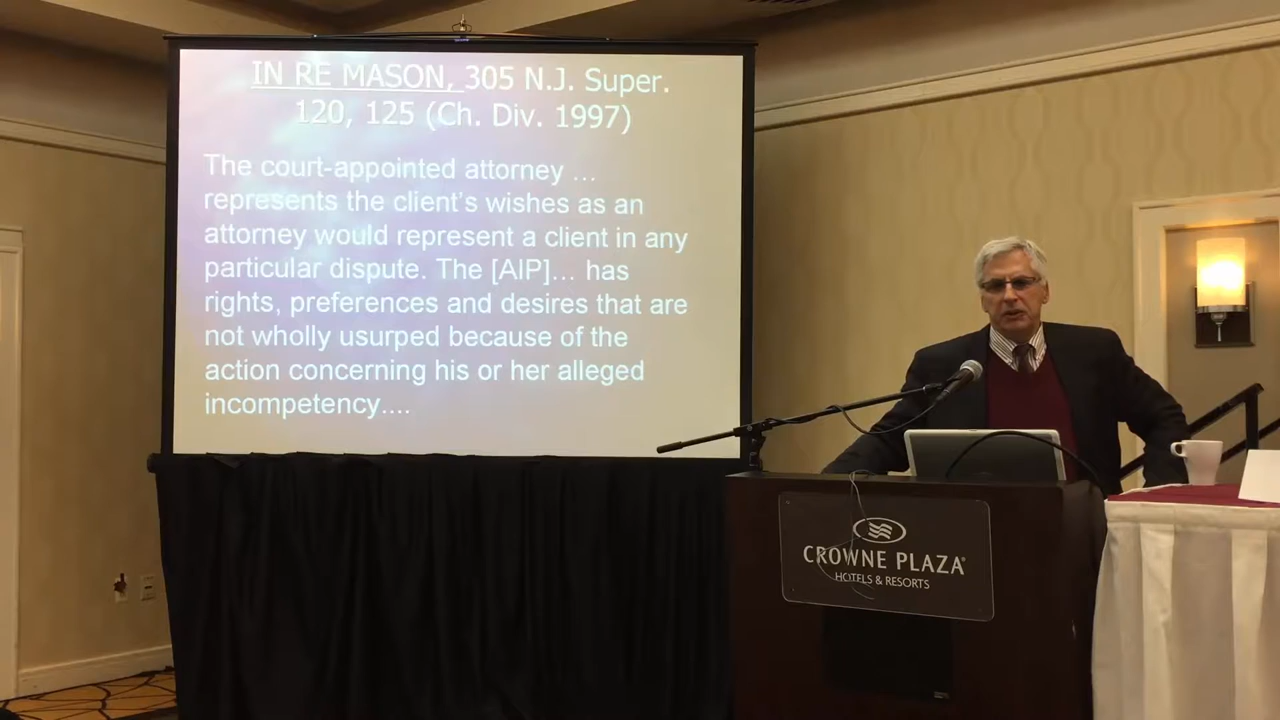 IN RE MASON, 305 N.J. Super.
120, 125 (Ch. Div. 1997)
The court-appointed attorney ...
represents the client's wishes as an
attorney would represent a client in any
particular dispute. The [AIP]... has
rights, preferences and desires that are
not wholly usurped because of the
action concerning his or her alleged
incompetency....
CROWNE PLAZA®
HOTELS & RESORTS